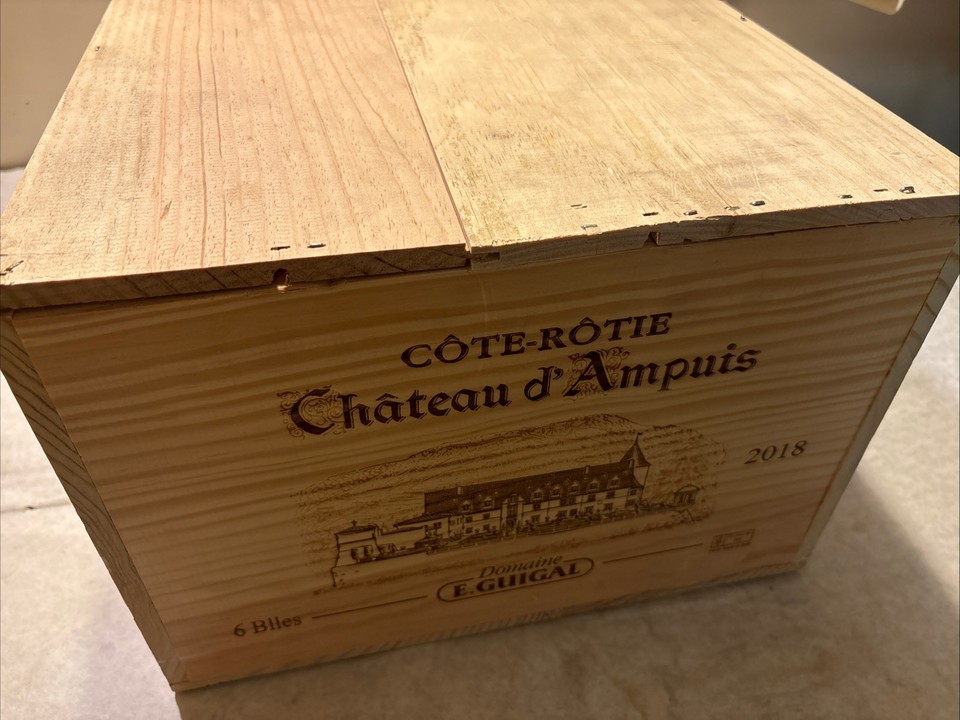 CÔTE-RÔTIE
Château d'Ampuis
2018
Domaine
E.GUIGAL
6 Blles